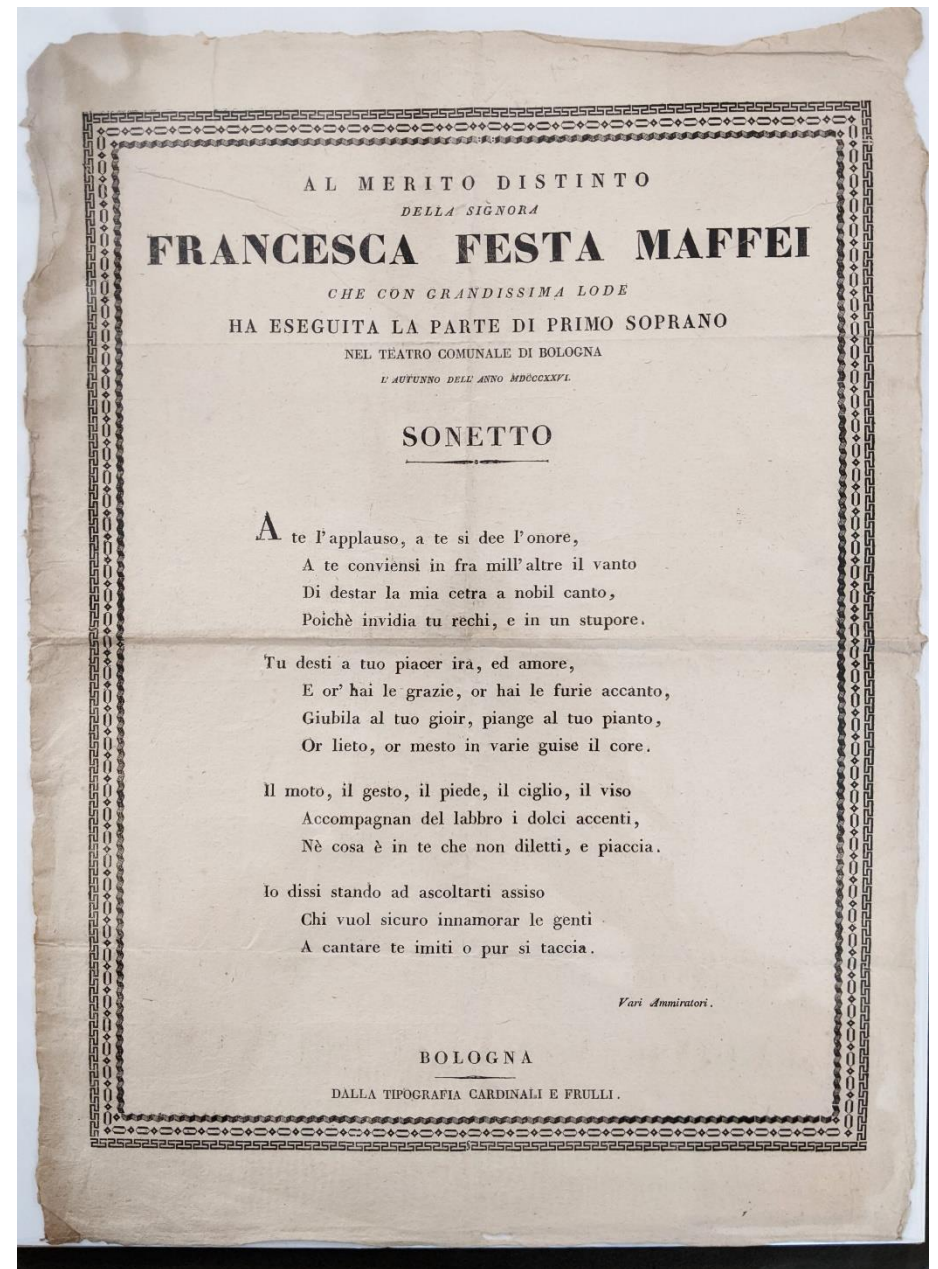 AL MERITO DISTINTO
DELLA SIGNORA
FRANCESCA FESTA MAFFEI
CHE CON GRANDISSIMA LODE
HA ESEGUITA LA PARTE DI PRIMO SOPRANO
NEL TEATRO COMUNALE DI BOLOGNA
L' AUTUNNO DELL' ANNO MDCCCXXVI.
SONETTO
A te l'applauso, a te si dee l'onore,
A te conviensi in fra mill' altre il vanto
Di destar la mia cetra a nobil canto,
Poichè invidia tu rechi, e in un stupore.
Tu desti a tuo piacer ira, ed amore,
E or' hai le grazie, or hai le furie accanto,
Giubila al tuo gioir, piange al tuo pianto,
Or lieto, or mesto in varie guise il core.
Il moto, il gesto, il piede, il ciglio, il viso
Accompagnan del labbro i dolci accenti,
Nè cosa è in te che non diletti, e piaccia.
Io dissi stando ad ascoltarti assiso
Chi vuol sicuro innamorar le genti
A cantare te imiti o pur si taccia.
Vari Ammiratori.
BOLOGNA
DALLA TIPOGRAFIA CARDINALI E FRULLI.